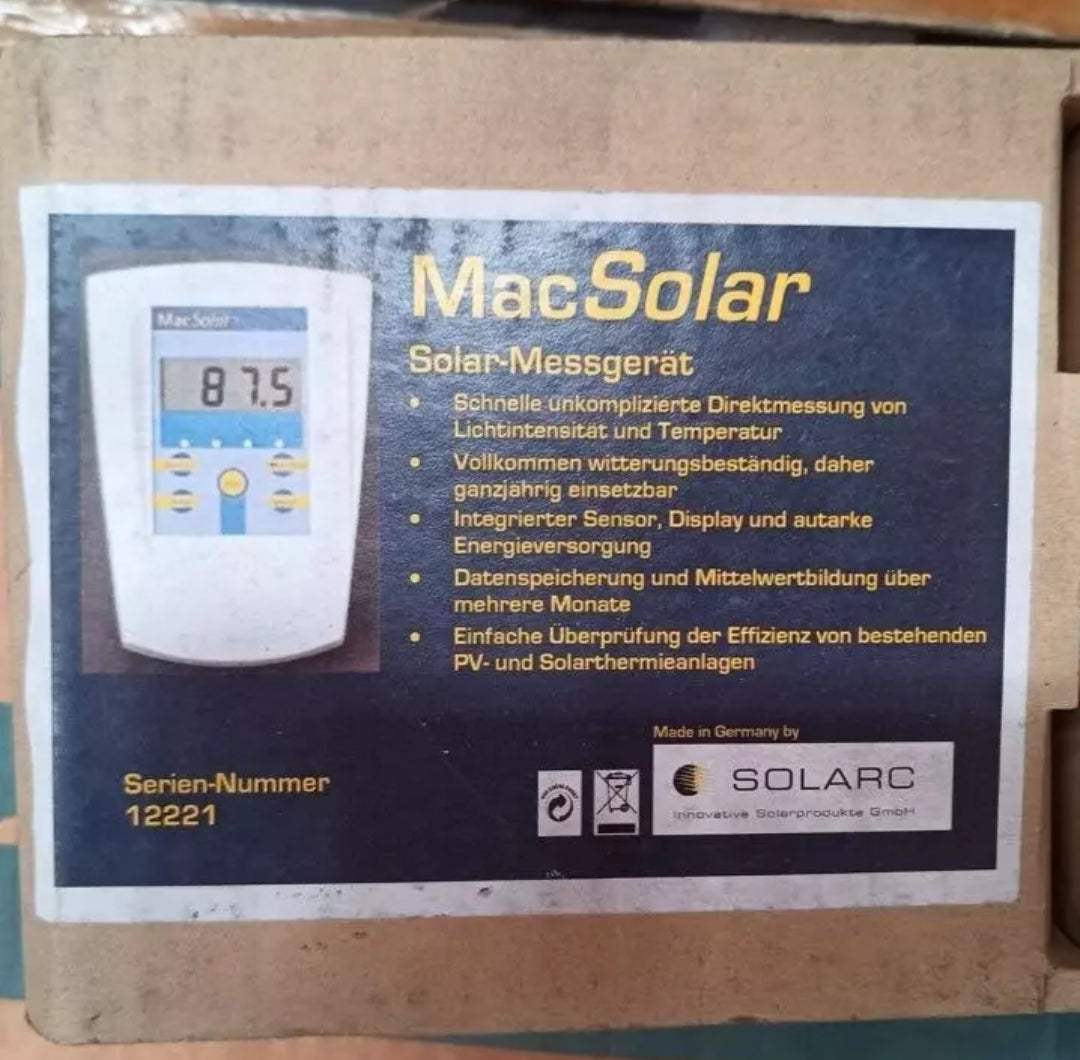 MacSolar
Solar-Messgerät
MacSolar
87.5
• Schnelle unkomplizierte Direktmessung von
Lichtintensität und Temperatur
• Vollkommen witterungsbeständig, daher
ganzjährig einsetzbar
• Integrierter Sensor, Display und autarke
Energieversorgung
• Datenspeicherung und Mittelwertbildung über
mehrere Monate
• Einfache Überprüfung der Effizienz von bestehenden
PV- und Solarthermieanlagen
Serien-Nummer
12221
Made in Germany by
SOLARC
Innovative Solarprodukte GmbH